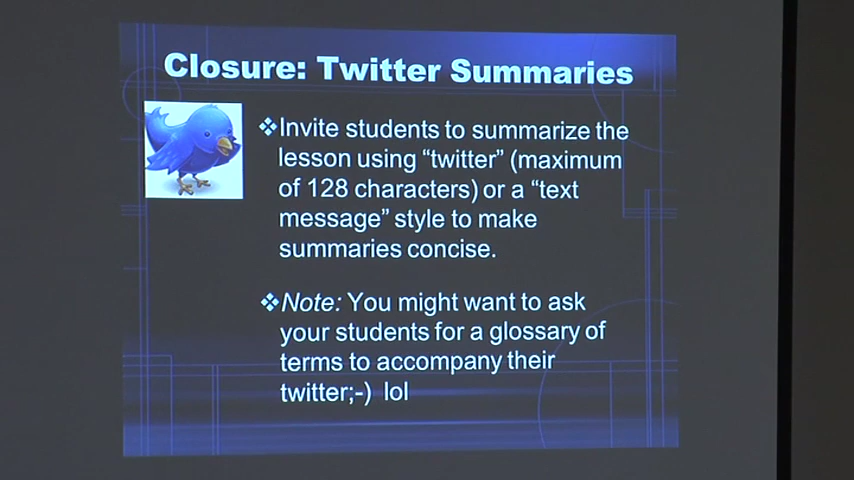 Closure: Twitter Summaries
❖Invite students to summarize the
lesson using “twitter” (maximum
of 128 characters) or a “text
message” style to make
summaries concise.
❖Note: You might want to ask
your students for a glossary of
terms to accompany their
twitter;-) lol